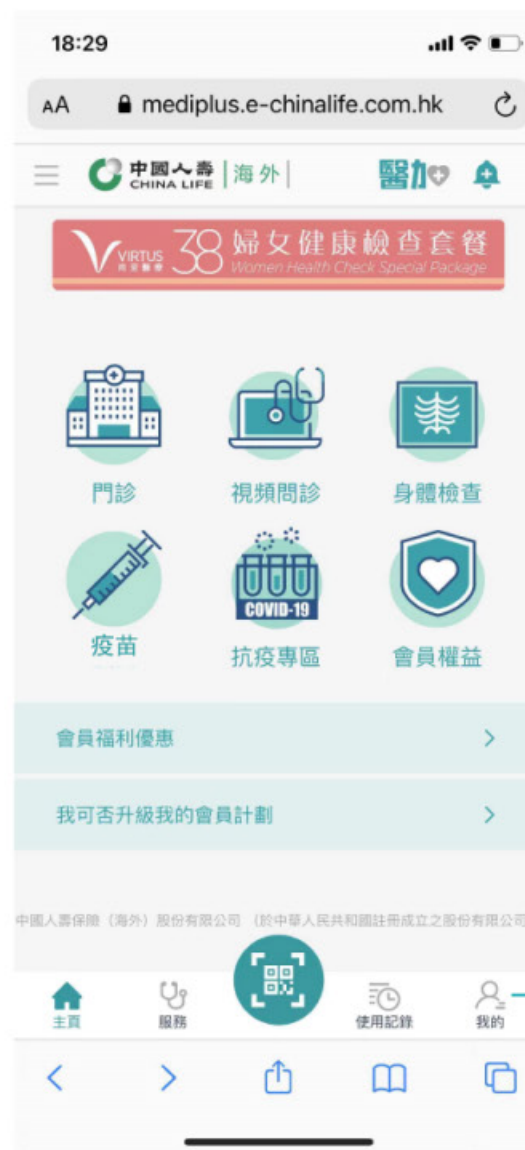 18:29
AA mediplus.e-chinalife.com.hk
中國人壽 CHINA LIFE 海外 醫加
VIRTUS 38 婦女健康檢查套餐
Women Health Check Special Package
門診 視頻問診 身體檢查
COVID-19
疫苗 抗疫專區 會員權益
會員福利優惠
我可否升級我的會員計劃
中國人壽保險（海外）股份有限公司 （於中華人民共和國註冊成立之股份有限公司
主頁 服務 使用記錄 我的